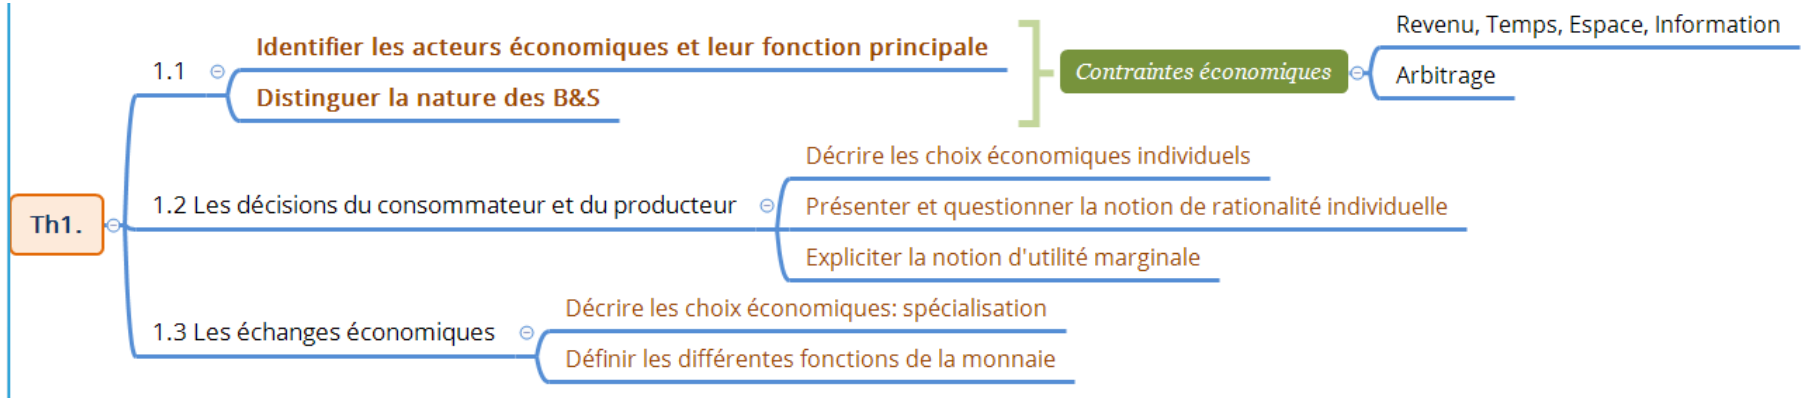 Th1.
1.1
Identifier les acteurs économiques et leur fonction principale
Distinguer la nature des B&S
Contraintes économiques
Revenu, Temps, Espace, Information
Arbitrage
1.2 Les décisions du consommateur et du producteur
Décrire les choix économiques individuels
Présenter et questionner la notion de rationalité individuelle
Expliciter la notion d'utilité marginale
1.3 Les échanges économiques
Décrire les choix économiques: spécialisation
Définir les différentes fonctions de la monnaie